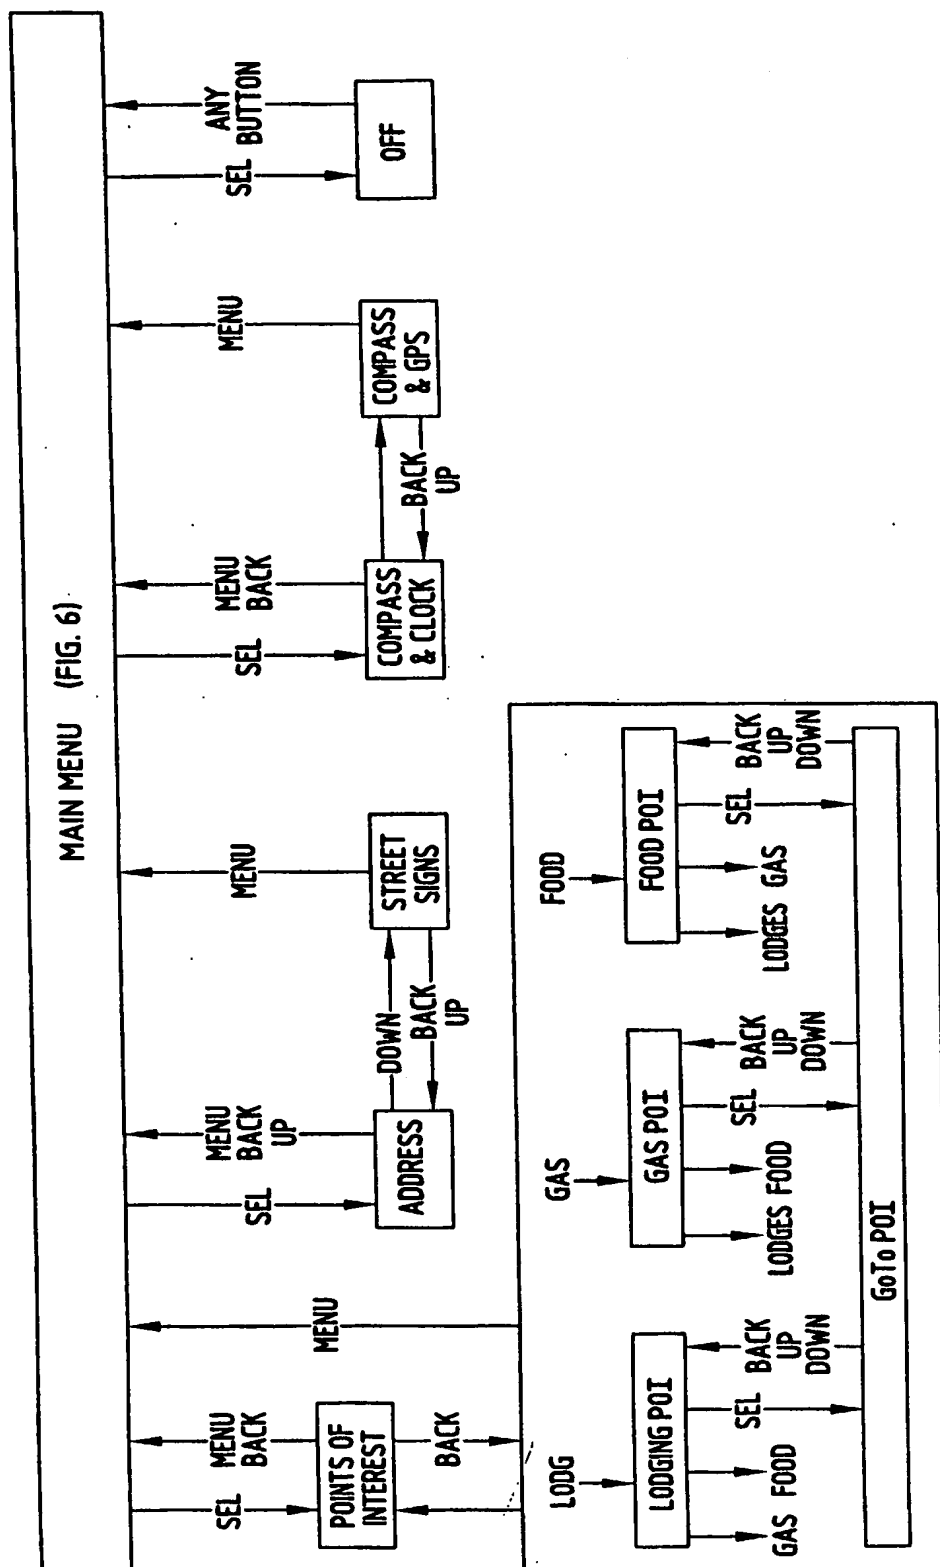 MAIN MENU (FIG. 6)
SEL
MENU
BACK
POINTS OF
INTEREST
BACK
MENU
SEL
MENU
BACK
UP
ADDRESS
DOWN
BACK
UP
STREET
SIGNS
MENU
SEL
MENU
BACK
COMPASS
& CLOCK
BACK
UP
COMPASS
& GPS
MENU
SEL
ANY
BUTTON
OFF
LODG
LODGING POI
GAS FOOD
SEL
BACK
UP
DOWN
GAS
GAS POI
LODGES FOOD
SEL
BACK
UP
DOWN
FOOD
FOOD POI
LODGES GAS
SEL
BACK
UP
DOWN
GoTo POI